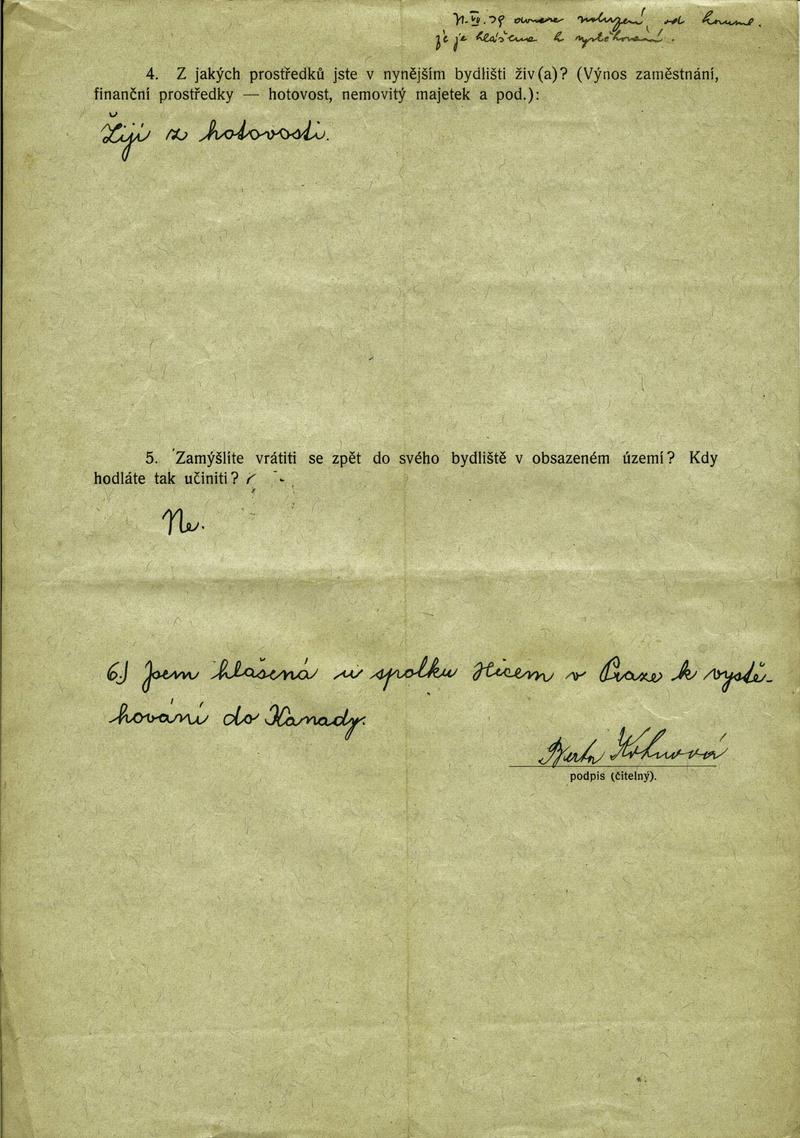 že je hlášena k vystěhování.
4. Z jakých prostředků jste v nynějším bydlišti živ(a)? (Výnos zaměstnání,
finanční prostředky — hotovost, nemovitý majetek a pod.):
Žiji z hotovosti.
5. Zamýšlíte vrátiti se zpět do svého bydliště v obsazeném území? Kdy
hodláte tak učiniti?
Ne.
6.) Jsem hlášená u spolku Hicem v Praze k vystě-
hování do Kanady.
Berta Kohnová
podpis (čitelný).